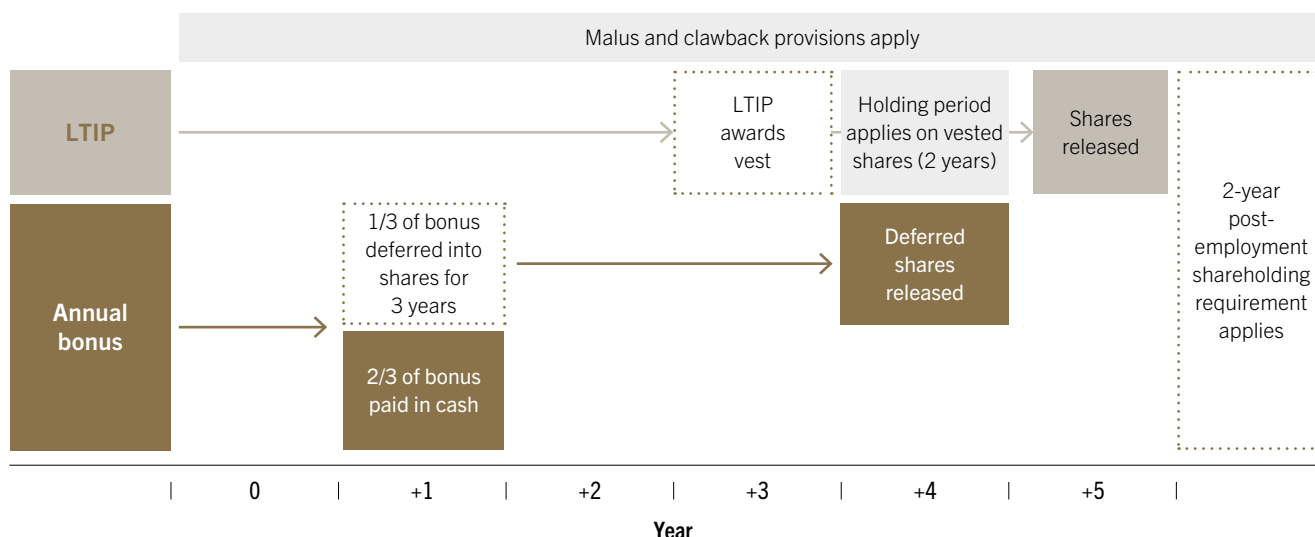 Malus and clawback provisions apply
LTIP
LTIP
awards
vest
Holding period
applies on vested
shares (2 years)
Shares
released
Annual
bonus
1/3 of bonus
deferred into
shares for
3 years
2/3 of bonus
paid in cash
Deferred
shares
released
2-year
post-
employment
shareholding
requirement
applies
0 +1 +2 +3 +4 +5
Year